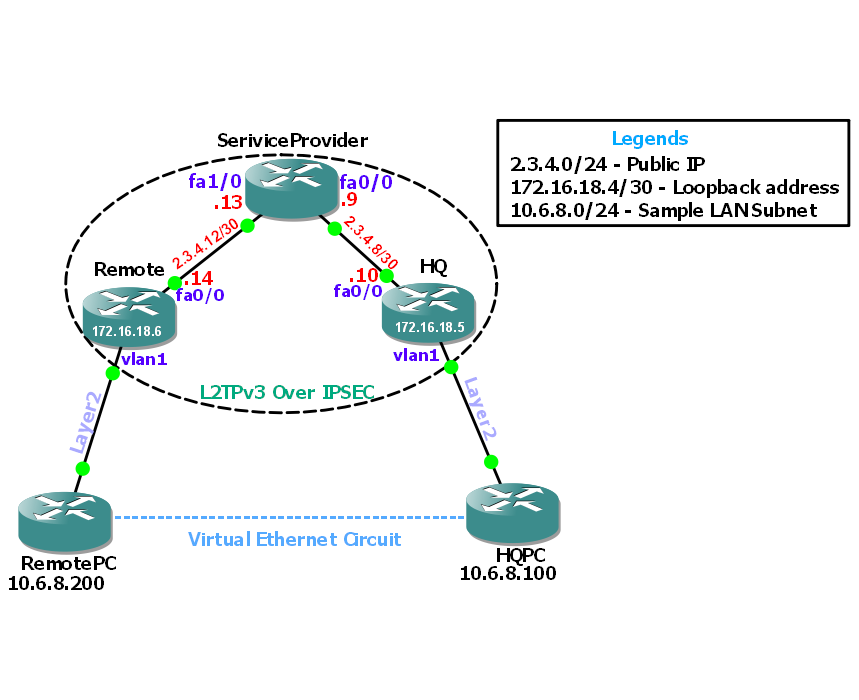 SeriviceProvider
Legends
2.3.4.0/24 - Public IP
172.16.18.4/30 - Loopback address
10.6.8.0/24 - Sample LAN Subnet
fa1/0
fa0/0
.13
.9
2.3.4.12/30
2.3.4.8/30
Remote
HQ
.14
.10
fa0/0
fa0/0
172.16.18.6
172.16.18.5
vlan1
vlan1
L2TPv3 Over IPSEC
Layer2
Layer2
Virtual Ethernet Circuit
RemotePC
10.6.8.200
HQPC
10.6.8.100